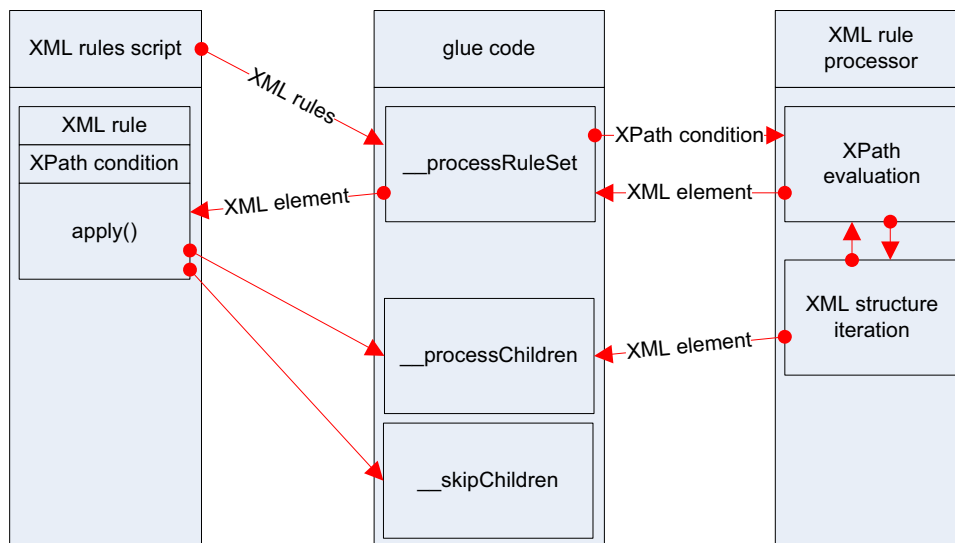 XML rules script
glue code
XML rule
processor
XML rules
XML rule
XPath condition
apply()
XML element
__processRuleSet
XPath condition
XML element
XPath
evaluation
XML structure
iteration
XML element
__processChildren
__skipChildren